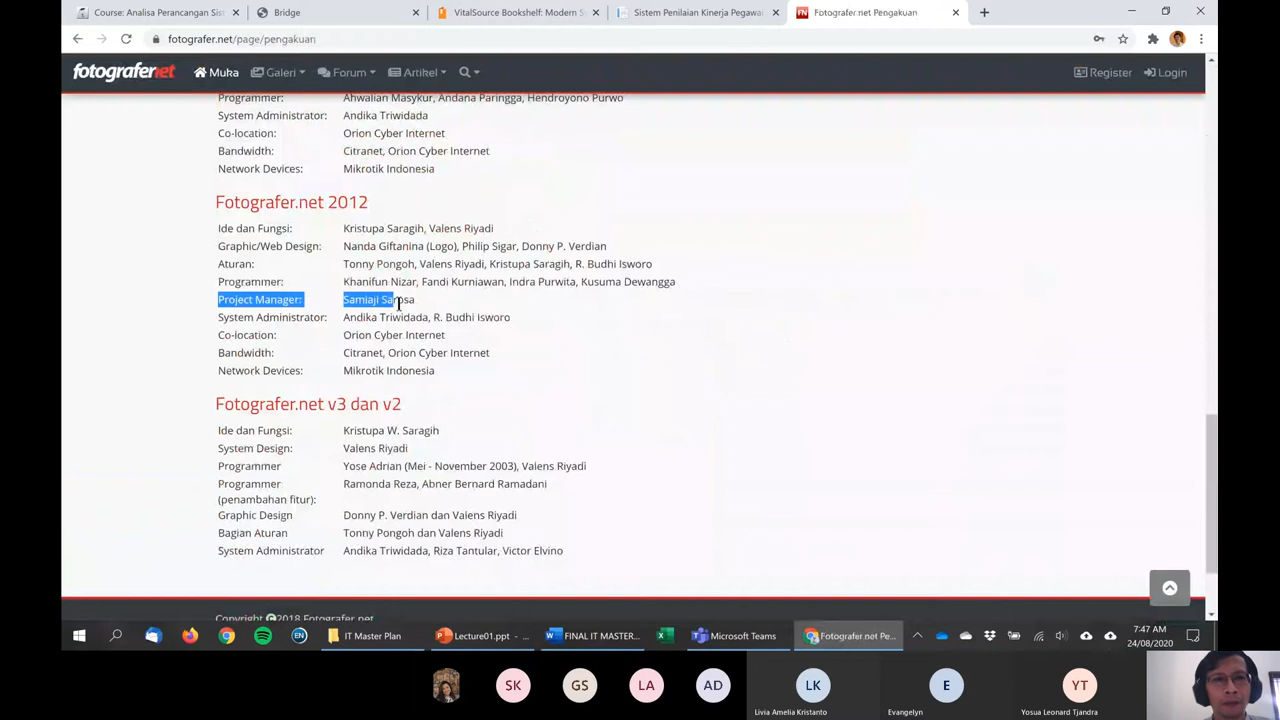 Course: Analisa Perancangan Sis
Bridge
VitalSource Bookshelf: Modern S
Sistem Penilaian Kinerja Pegawa
FN Fotografer.net Pengakuan
fotografer.net/page/pengakuan
fotografernet
Muka
Galeri
Forum
Artikel
Register
Login
Programmer: Ahwalian Masykur, Andana Paringga, Hendroyono Purwo
System Administrator: Andika Triwidada
Co-location: Orion Cyber Internet
Bandwidth: Citranet, Orion Cyber Internet
Network Devices: Mikrotik Indonesia
Fotografer.net 2012
Ide dan Fungsi: Kristupa Saragih, Valens Riyadi
Graphic/Web Design: Nanda Giftanina (Logo), Philip Sigar, Donny P. Verdian
Aturan: Tonny Pongoh, Valens Riyadi, Kristupa Saragih, R. Budhi Isworo
Programmer: Khanifun Nizar, Fandi Kurniawan, Indra Purwita, Kusuma Dewangga
Project Manager: Samiaji Sarosa
System Administrator: Andika Triwidada, R. Budhi Isworo
Co-location: Orion Cyber Internet
Bandwidth: Citranet, Orion Cyber Internet
Network Devices: Mikrotik Indonesia
Fotografer.net v3 dan v2
Ide dan Fungsi: Kristupa W. Saragih
System Design: Valens Riyadi
Programmer Yose Adrian (Mei - November 2003), Valens Riyadi
Programmer Ramonda Reza, Abner Bernard Ramadani
(penambahan fitur):
Graphic Design Donny P. Verdian dan Valens Riyadi
Bagian Aturan Tonny Pongoh dan Valens Riyadi
System Administrator Andika Triwidada, Riza Tantular, Victor Elvino
Copyright ©2018 Fotografer.net
EN
IT Master Plan
Lecture01.ppt - ...
FINAL IT MASTER...
Microsoft Teams
Fotografer.net Pe...
7:47 AM
24/08/2020
SK
GS
LA
AD
LK
E
YT
Livia Amelia Kristanto
Evangelyn
Yosua Leonard Tjandra